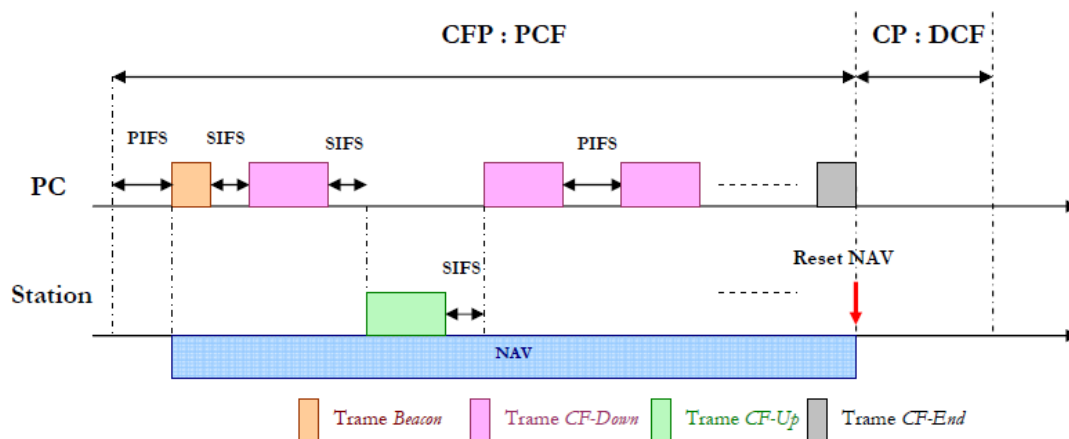 CFP : PCF
CP : DCF
PIFS
SIFS
SIFS
PIFS
PC
SIFS
Reset NAV
Station
NAV
Trame Beacon
Trame CF-Down
Trame CF-Up
Trame CF-End